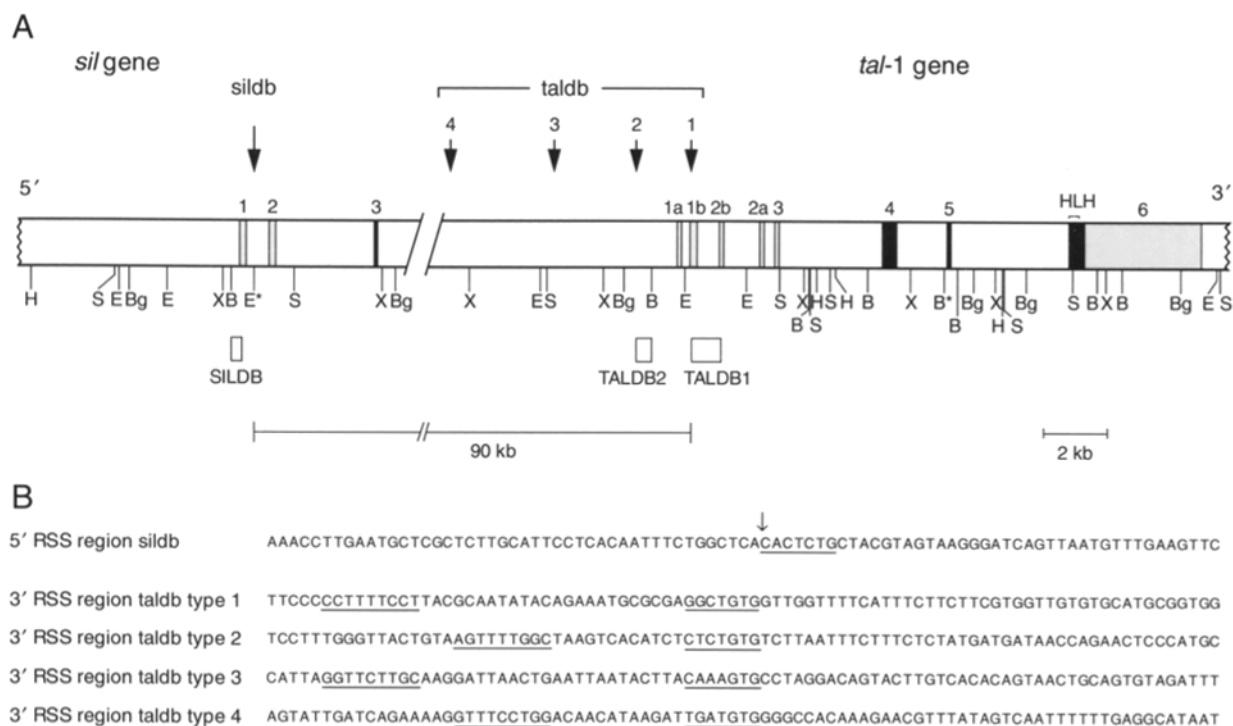 A
sil gene
tal-1 gene
sildb
taldb
4 3 2 1
5′
3′
1 2 3 1a 1b 2b 2a 3 4 5 HLH 6
H S E Bg E X B E* S X Bg X E S X Bg B E E S X H S H B X B* Bg X Bg S B X B Bg E S
B S B H S
SILDB TALDB2 TALDB1
90 kb
2 kb
B
5′ RSS region sildb AAACCTTGAATGCTCGCTCTTGCATTCCTCACAATTTCTGGCTCACACTCTGCTACGTAGTAAGGGATCAGTTAATGTTTGAAGTTC
3′ RSS region taldb type 1 TTCCCCCTTTTCCTTACGCAATATACAGAAATGCGCGAGGCTGTGGTTGGTTTTCATTTCTTCTTCGTGGTTGTGTGCATGCGGTGG
3′ RSS region taldb type 2 TCCTTTGGGTTACTGTAAGTTTTGGCTAAGTCACATCTCTCTGTGTCTTAATTTCTTTCTCTATGATGATAACCAGAACTCCCATGC
3′ RSS region taldb type 3 CATTAGGTTCTTGCAAGGATTAACTGAATTAATACTTACAAAGTGCCTAGGACAGTACTTGTCACACAGTAACTGCAGTGTAGATTT
3′ RSS region taldb type 4 AGTATTGATCAGAAAAGGTTTCCTGGACAACATAAGATTGATGTGGGGCCACAAAGAACGTTTATAGTCAATTTTTTGAGGCATAAT